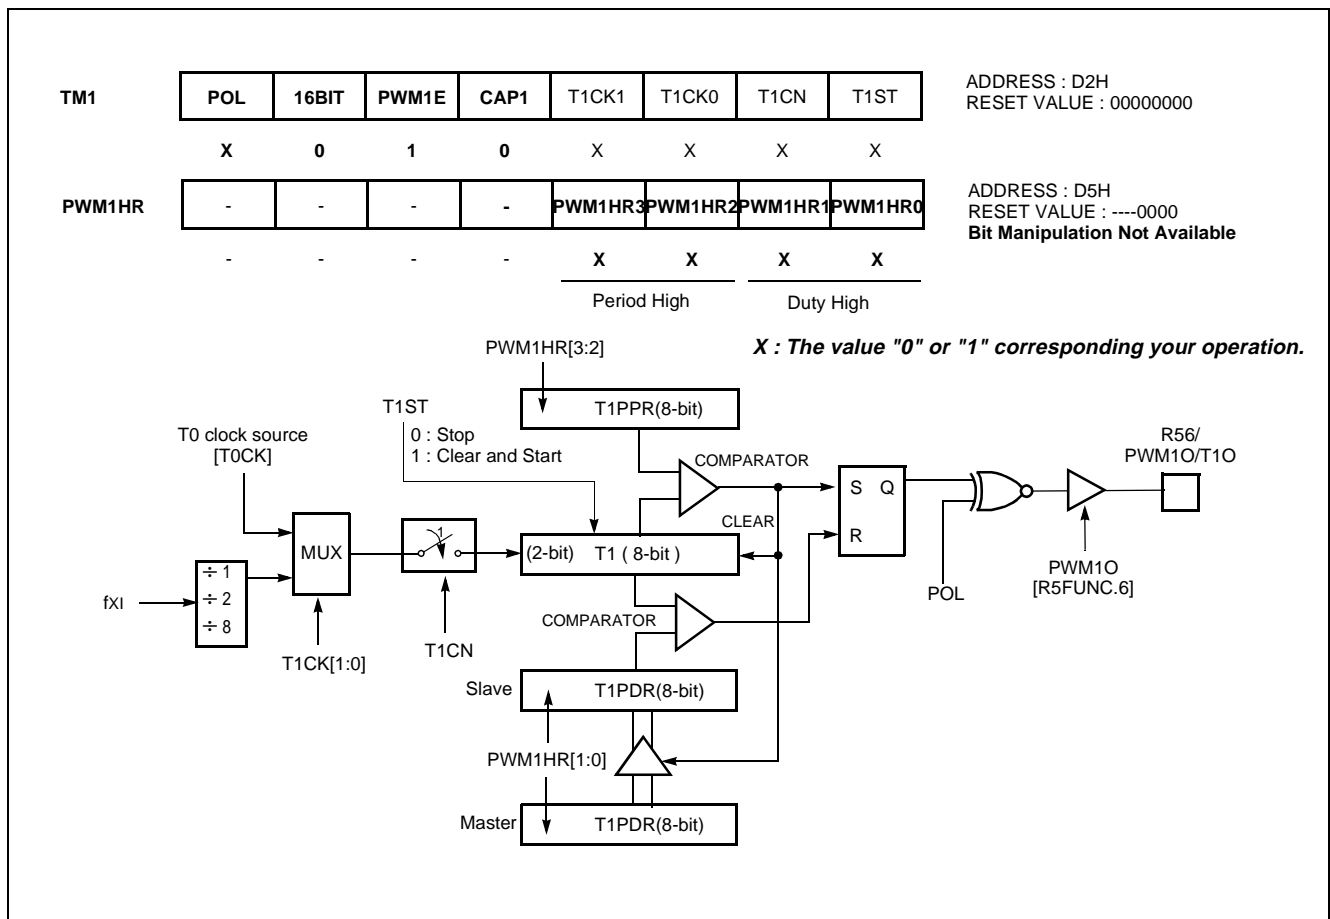 TM1 POL 16BIT PWM1E CAP1 T1CK1 T1CK0 T1CN T1ST
ADDRESS : D2H
RESET VALUE : 00000000
X 0 1 0 X X X X
PWM1HR - - - - PWM1HR3 PWM1HR2 PWM1HR1 PWM1HR0
ADDRESS : D5H
RESET VALUE : ----0000
Bit Manipulation Not Available
- - - - X X X X
Period High Duty High
X : The value "0" or "1" corresponding your operation.
PWM1HR[3:2]
T1PPR(8-bit)
T1ST
0 : Stop
1 : Clear and Start
T0 clock source
[T0CK]
COMPARATOR
R56/
PWM1O/T1O
S Q
R
CLEAR
MUX
1
(2-bit) T1 ( 8-bit )
÷ 1
÷ 2
÷ 8
fXI
POL
PWM1O
[R5FUNC.6]
COMPARATOR
T1CN
T1CK[1:0]
Slave T1PDR(8-bit)
PWM1HR[1:0]
Master T1PDR(8-bit)